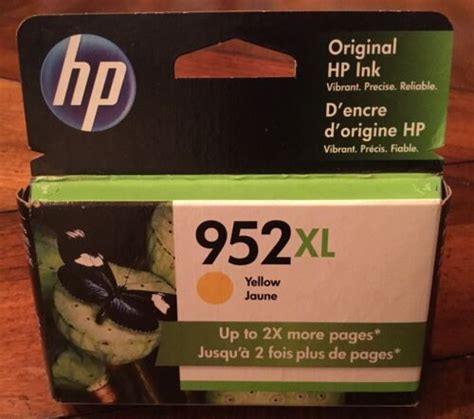 hp
Original
HP Ink
Vibrant. Precise. Reliable.
D'encre
d'origine HP
Vibrant. Précis. Fiable.
952XL
Yellow
Jaune
Up to 2X more pages*
Jusqu'à 2 fois plus de pages*